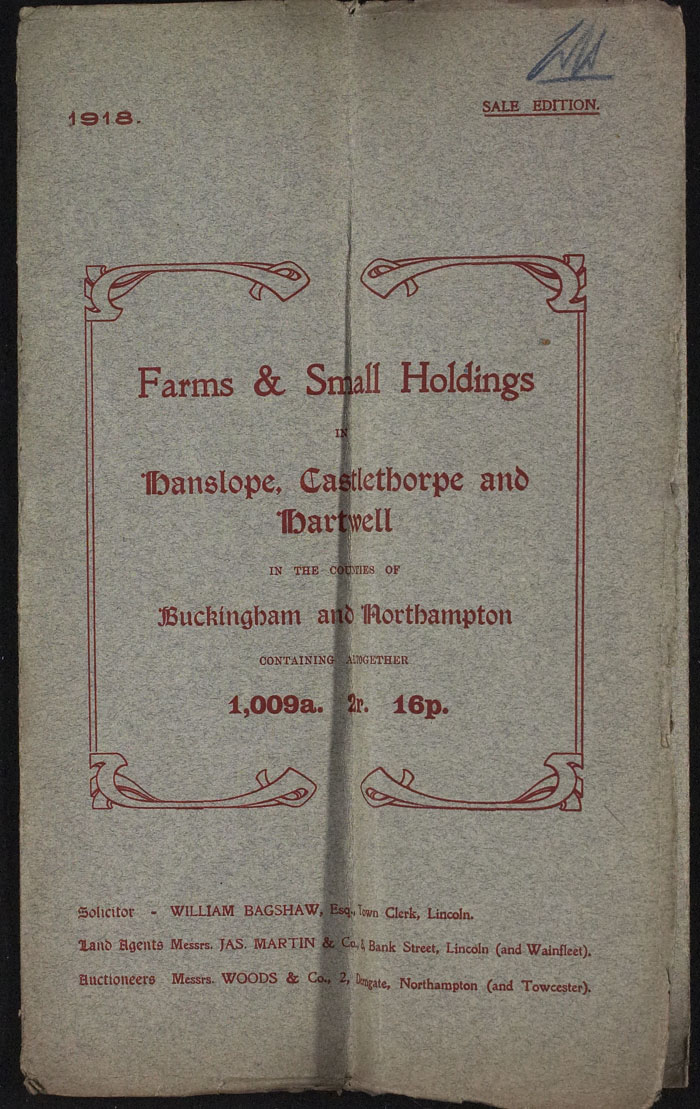 1918.
SALE EDITION.
Farms & Small Holdings
IN
Hanslope, Castlethorpe and
Hartwell
IN THE COUNTIES OF
Buckingham and Northampton
CONTAINING ALTOGETHER
1,009a. 2r. 16p.
Solicitor - WILLIAM BAGSHAW, Esq., Town Clerk, Lincoln.
Land Agents Messrs. JAS. MARTIN & Co., Bank Street, Lincoln (and Wainfleet).
Auctioneers Messrs. WOODS & Co., 2, Derngate, Northampton (and Towcester).